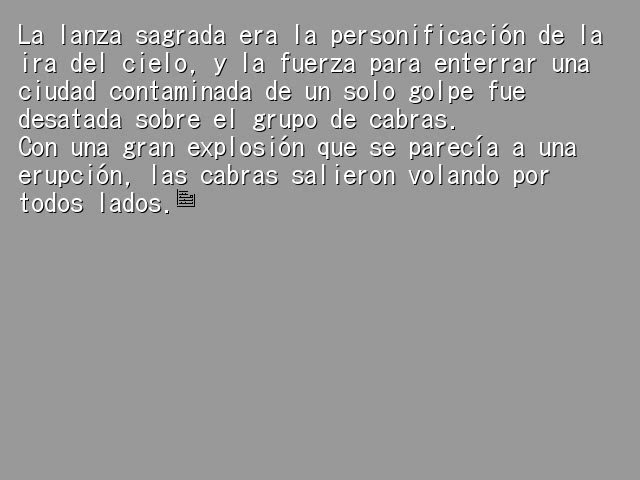 La lanza sagrada era la personificación de la
ira del cielo, y la fuerza para enterrar una
ciudad contaminada de un solo golpe fue
desatada sobre el grupo de cabras.
Con una gran explosión que se parecía a una
erupción, las cabras salieron volando por
todos lados.